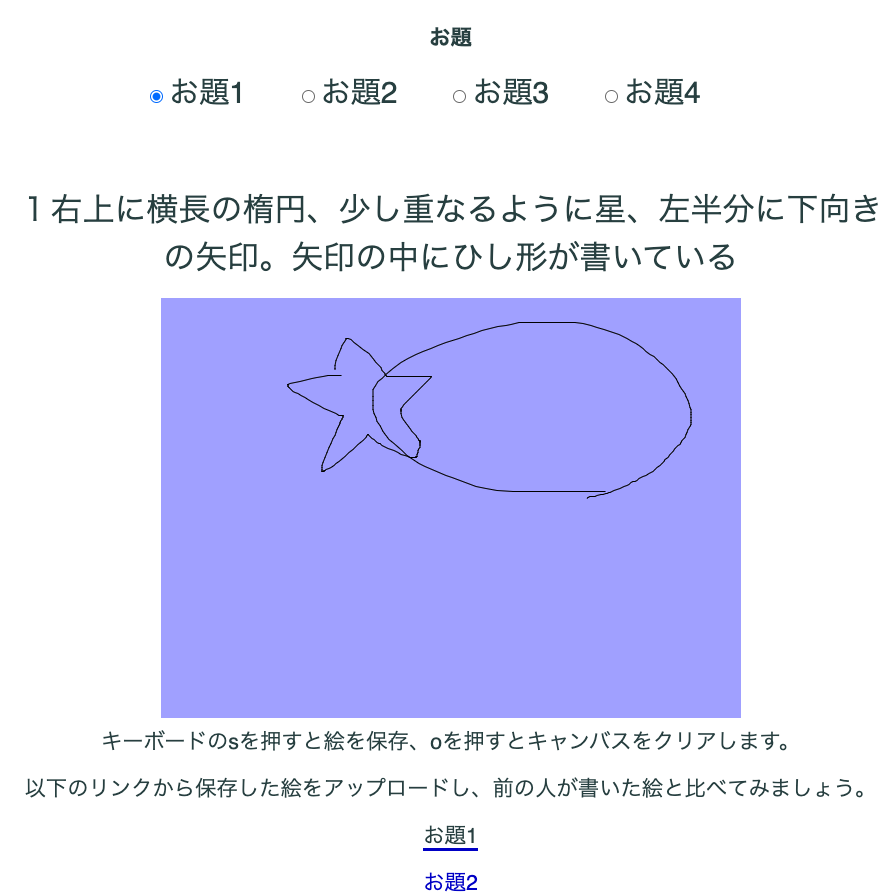 お題
お題1 お題2 お題3 お題4
１右上に横長の楕円、少し重なるように星、左半分に下向き
の矢印。矢印の中にひし形が書いている
キーボードのsを押すと絵を保存、oを押すとキャンバスをクリアします。
以下のリンクから保存した絵をアップロードし、前の人が書いた絵と比べてみましょう。
お題1
お題2